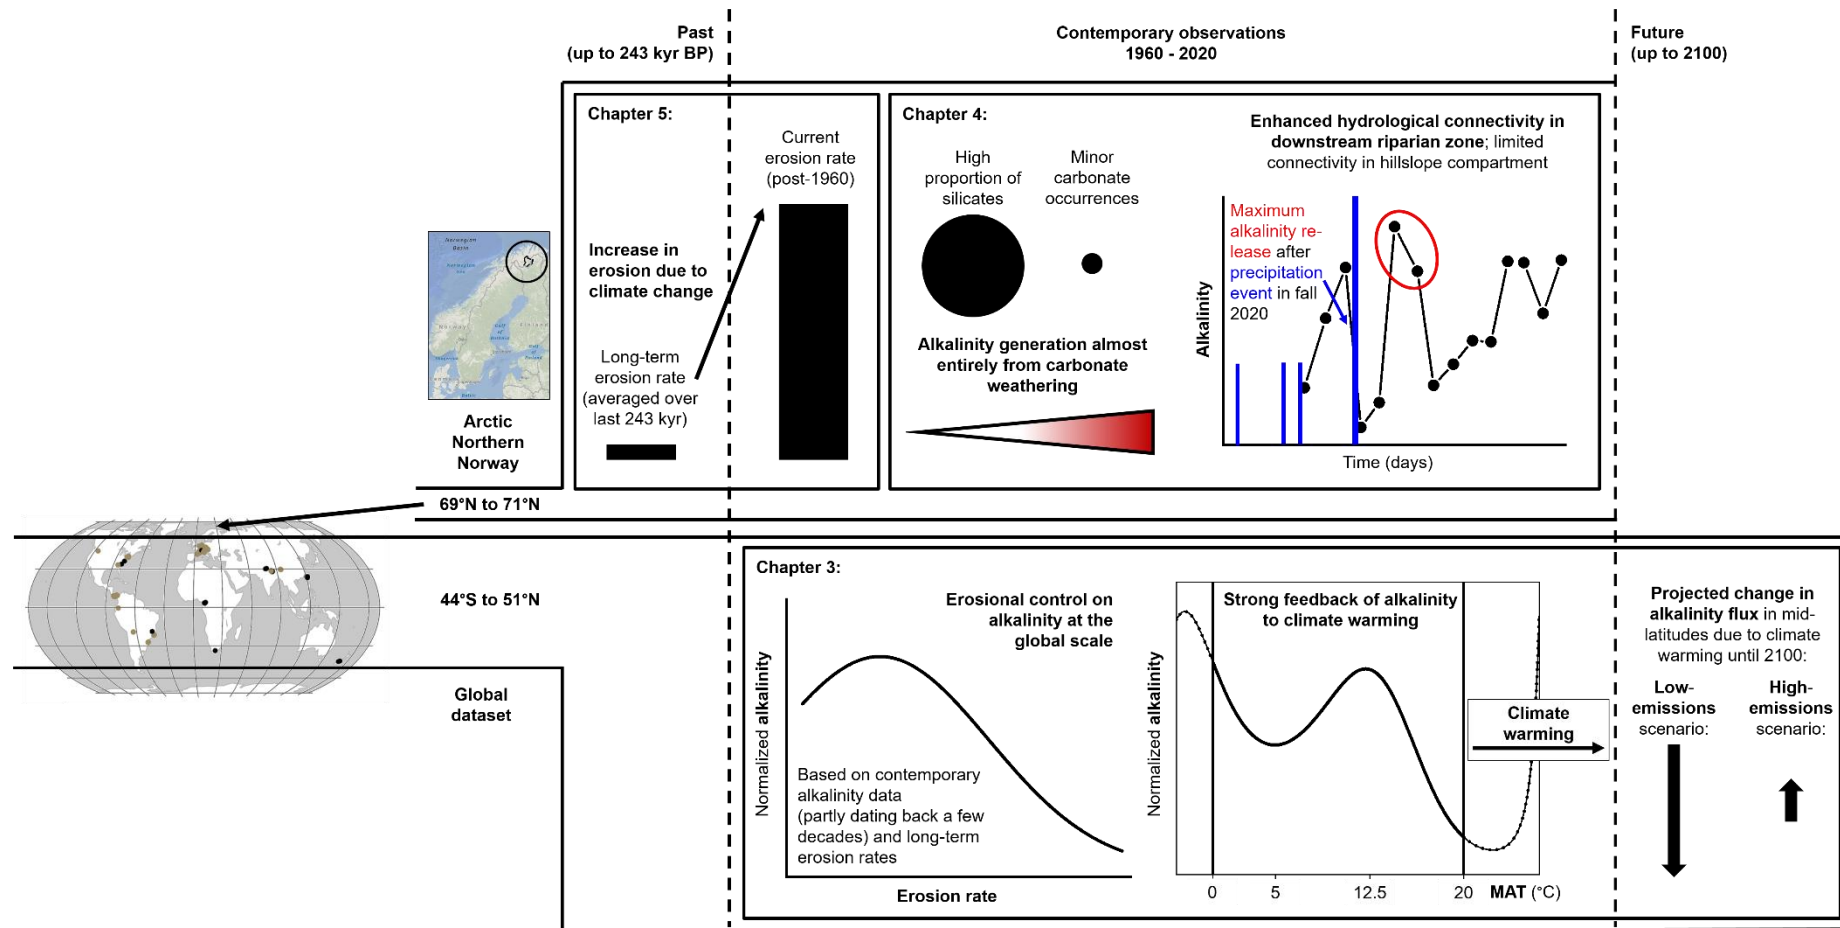 Past
(up to 243 kyr BP)
Contemporary observations
1960 - 2020
Future
(up to 2100)
Chapter 5:
Current
erosion rate
(post-1960)
Increase in
erosion due to
climate change
Long-term
erosion rate
(averaged over
last 243 kyr)
Chapter 4:
High
proportion of
silicates
Minor
carbonate
occurrences
Alkalinity generation almost
entirely from carbonate
weathering
Enhanced hydrological connectivity in
downstream riparian zone; limited
connectivity in hillslope compartment
Maximum
alkalinity re-
lease after
precipitation
event in fall
2020
Alkalinity
Time (days)
Norwegian
Basin
Arctic
Northern
Norway
69°N to 71°N
44°S to 51°N
Global
dataset
Chapter 3:
Erosional control on
alkalinity at the
global scale
Normalized alkalinity
Based on contemporary
alkalinity data
(partly dating back a few
decades) and long-term
erosion rates
Erosion rate
Strong feedback of alkalinity
to climate warming
Normalized alkalinity
0 5 12.5 20 MAT (°C)
Climate
warming
Projected change in
alkalinity flux in mid-
latitudes due to climate
warming until 2100:
Low-
emissions
scenario:
High-
emissions
scenario: